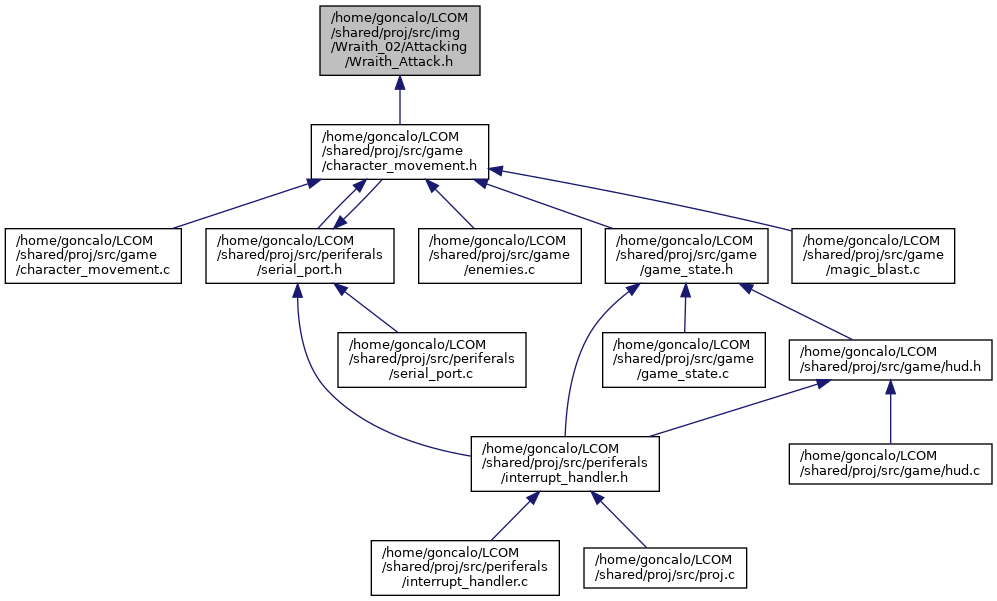 /home/goncalo/LCOM
/shared/proj/src/img
/Wraith_02/Attacking
/Wraith_Attack.h
/home/goncalo/LCOM
/shared/proj/src/game
/character_movement.h
/home/goncalo/LCOM
/shared/proj/src/game
/character_movement.c
/home/goncalo/LCOM
/shared/proj/src/periferals
/serial_port.h
/home/goncalo/LCOM
/shared/proj/src/game
/enemies.c
/home/goncalo/LCOM
/shared/proj/src/game
/game_state.h
/home/goncalo/LCOM
/shared/proj/src/game
/magic_blast.c
/home/goncalo/LCOM
/shared/proj/src/periferals
/serial_port.c
/home/goncalo/LCOM
/shared/proj/src/game
/game_state.c
/home/goncalo/LCOM
/shared/proj/src/game/hud.h
/home/goncalo/LCOM
/shared/proj/src/periferals
/interrupt_handler.h
/home/goncalo/LCOM
/shared/proj/src/game/hud.c
/home/goncalo/LCOM
/shared/proj/src/periferals
/interrupt_handler.c
/home/goncalo/LCOM
/shared/proj/src/proj.c